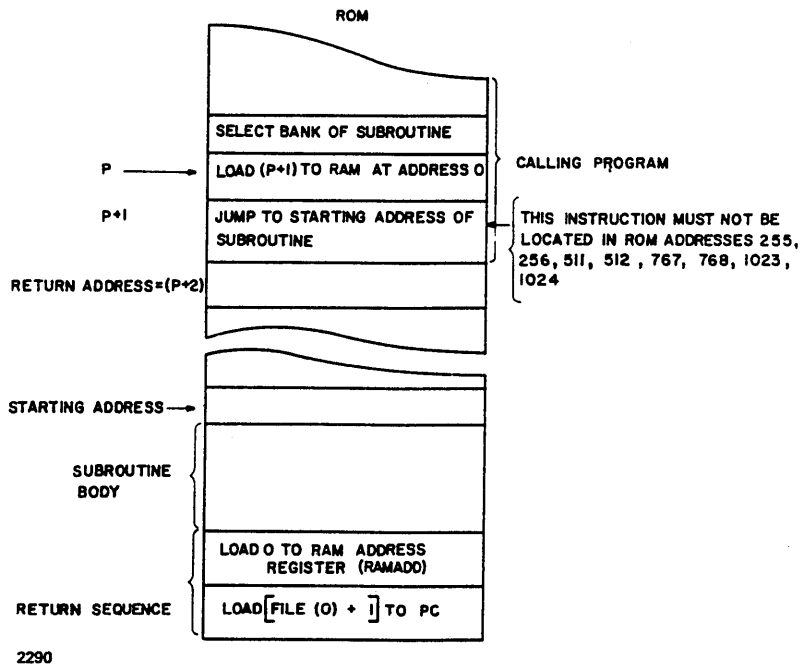 ROM
SELECT BANK OF SUBROUTINE
P
LOAD (P+1) TO RAM AT ADDRESS 0
CALLING PROGRAM
P+1
JUMP TO STARTING ADDRESS OF
SUBROUTINE
THIS INSTRUCTION MUST NOT BE
LOCATED IN ROM ADDRESSES 255,
256, 511, 512, 767, 768, 1023,
1024
RETURN ADDRESS=(P+2)
STARTING ADDRESS
SUBROUTINE
BODY
LOAD 0 TO RAM ADDRESS
REGISTER (RAMADD)
RETURN SEQUENCE
LOAD [FILE (0) + 1] TO PC
2290